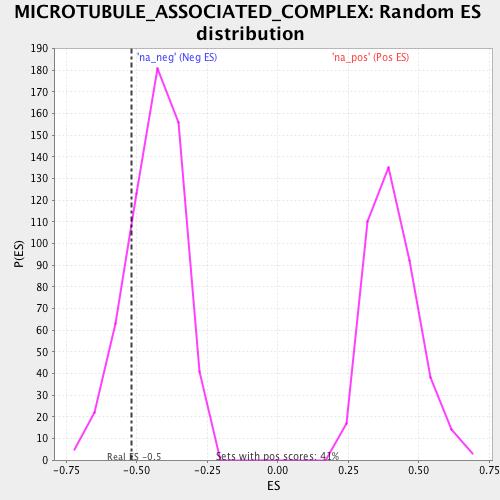 MICROTUBULE_ASSOCIATED_COMPLEX: Random ES
distribution
'na_neg' (Neg ES)
'na_pos' (Pos ES)
190
180
170
160
150
140
130
120
110
100
90
80
70
60
50
40
30
20
10
0
P(ES)
Real ES -0.5
Sets with pos scores: 41%
-0.75 -0.50 -0.25 0.00 0.25 0.50 0.75
ES